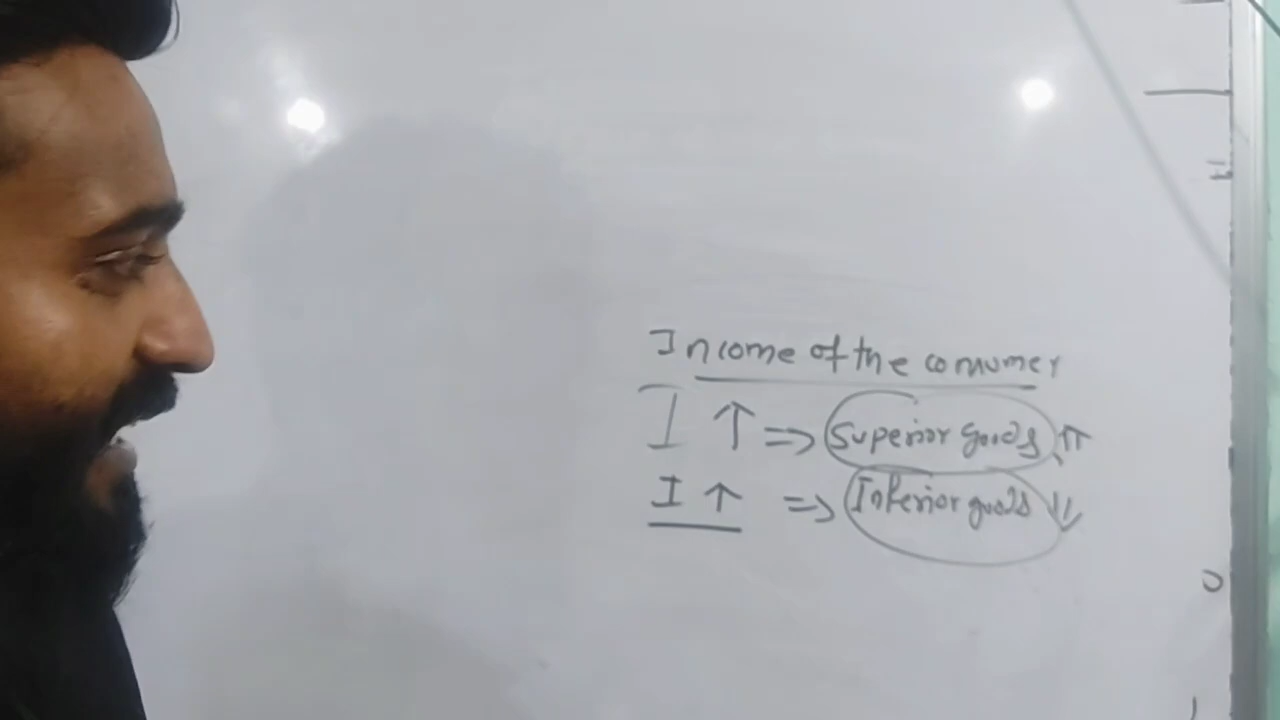 Income of the consumer
I ↑ => Superior goods ↑↑
I ↑ => Inferior goods ↓↓